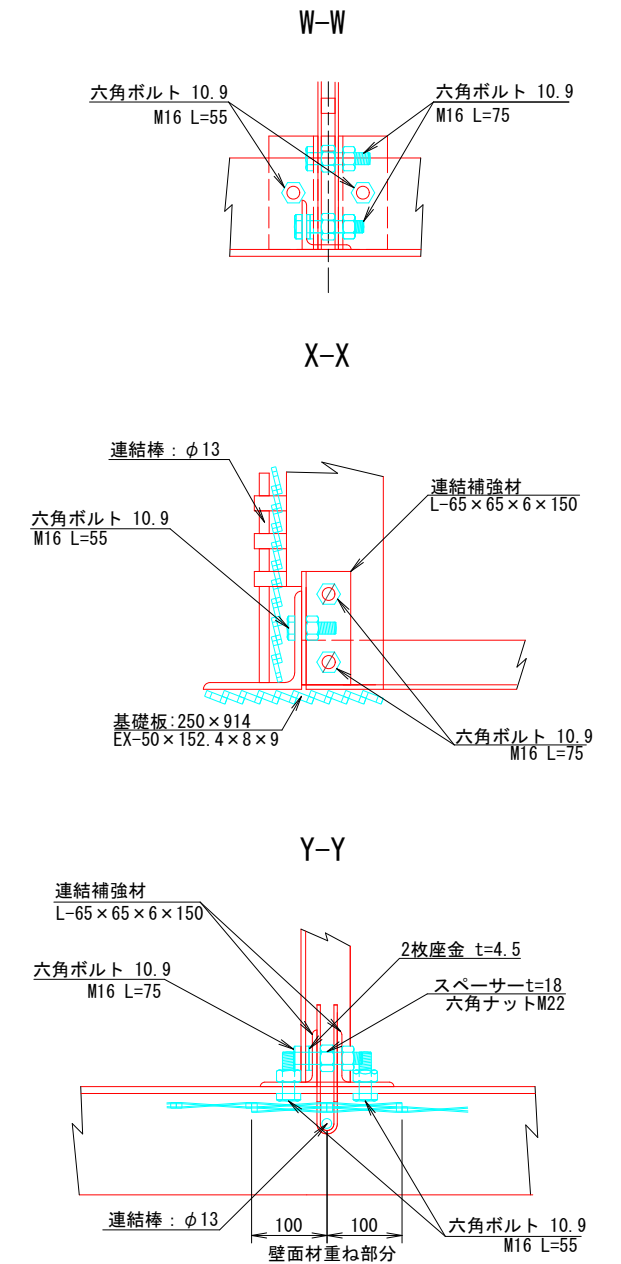 W-W
六角ボルト 10.9
M16 L=55
六角ボルト 10.9
M16 L=75
X-X
連結棒：φ13
六角ボルト 10.9
M16 L=55
連結補強材
L-65×65×6×150
基礎板:250×914
EX-50×152.4×8×9
六角ボルト 10.9
M16 L=75
Y-Y
連結補強材
L-65×65×6×150
六角ボルト 10.9
M16 L=75
2枚座金 t=4.5
スペーサーt=18
六角ナットM22
連結棒：φ13
100
100
壁面材重ね部分
六角ボルト 10.9
M16 L=55